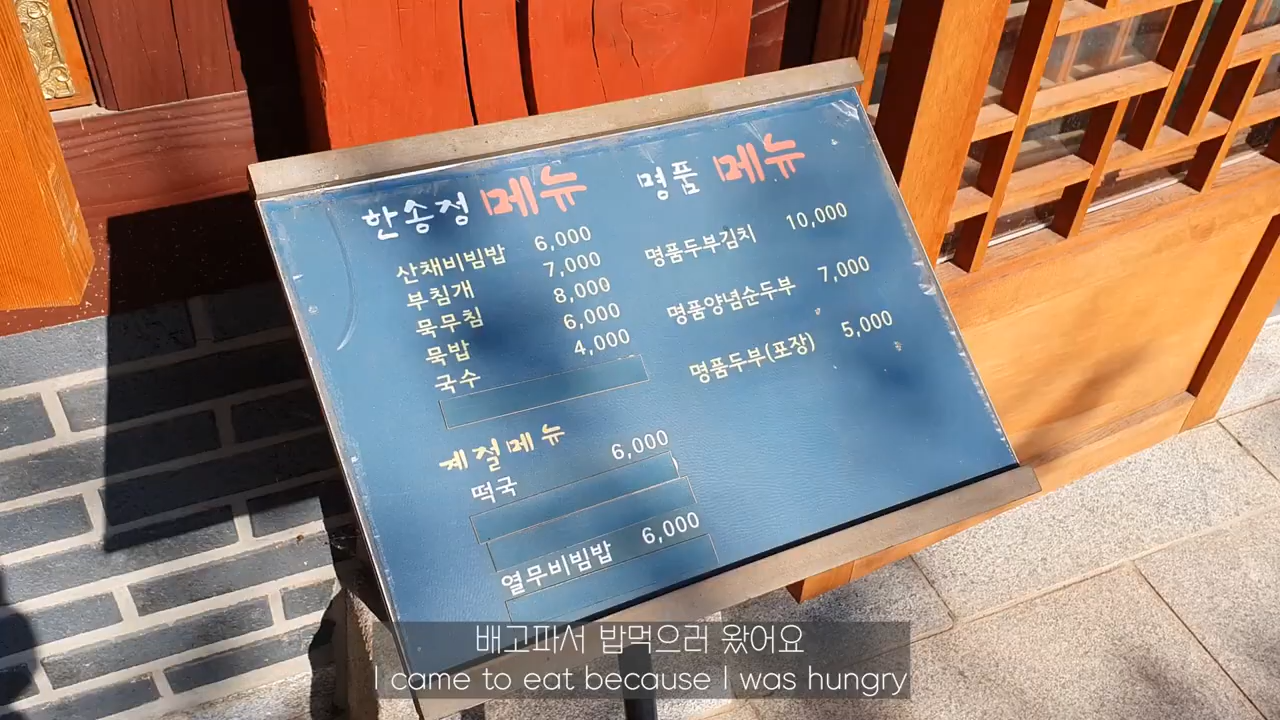 한송정 메뉴
산채비빔밥 6,000
부침개 7,000
묵무침 8,000
묵밥 6,000
국수 4,000
계절메뉴
떡국 6,000
열무비빔밥 6,000
명품 메뉴
명품두부김치 10,000
명품양념순두부 7,000
명품두부(포장) 5,000
배고파서 밥먹으러 왔어요
I came to eat because I was hungry